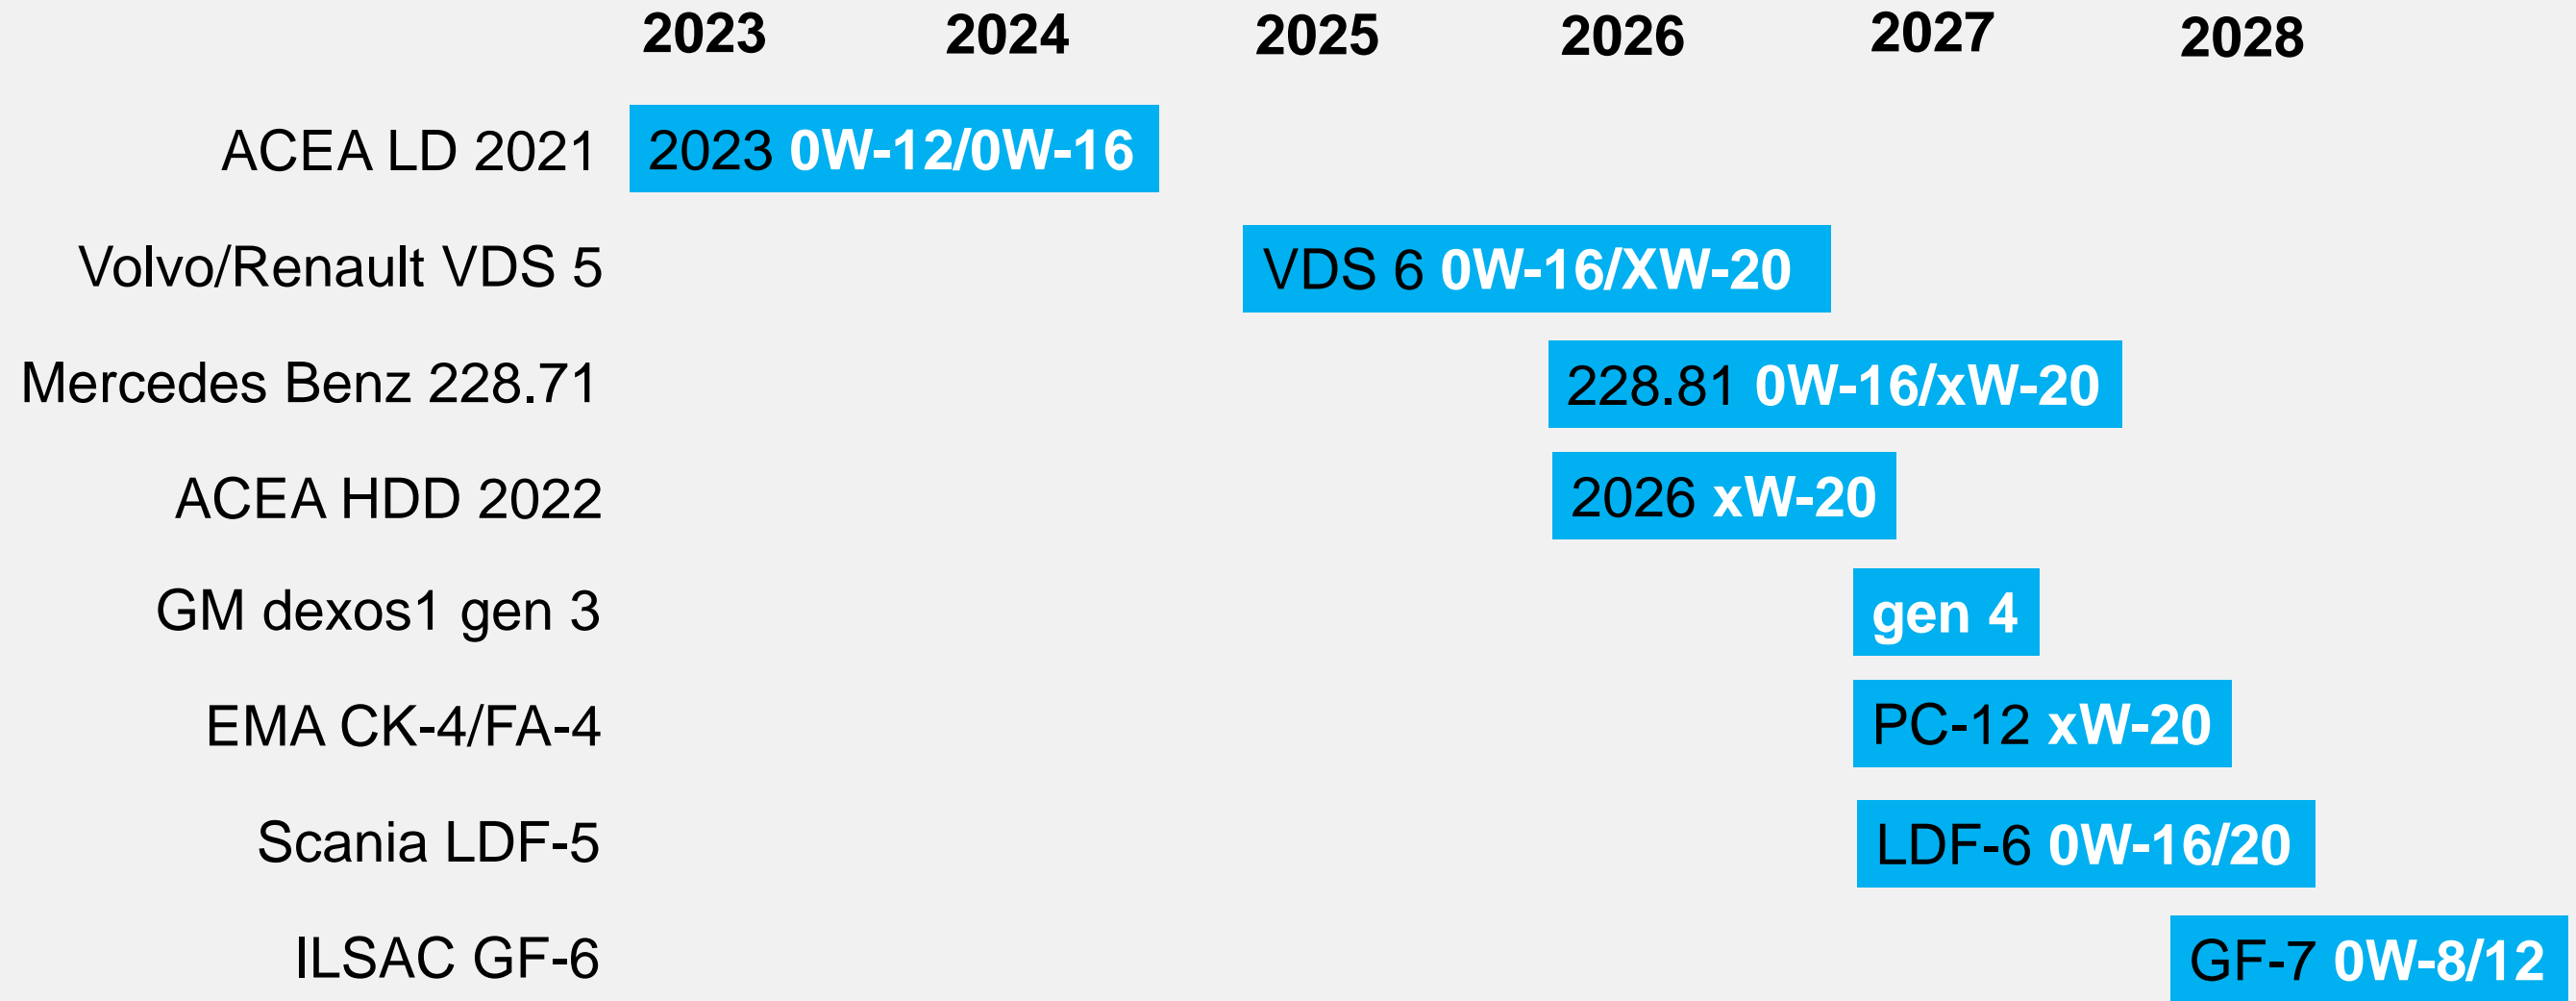 2023 2024 2025 2026 2027 2028
ACEA LD 2021 2023 0W-12/0W-16
Volvo/Renault VDS 5 VDS 6 0W-16/XW-20
Mercedes Benz 228.71 228.81 0W-16/xW-20
ACEA HDD 2022 2026 xW-20
GM dexos1 gen 3 gen 4
EMA CK-4/FA-4 PC-12 xW-20
Scania LDF-5 LDF-6 0W-16/20
ILSAC GF-6 GF-7 0W-8/12